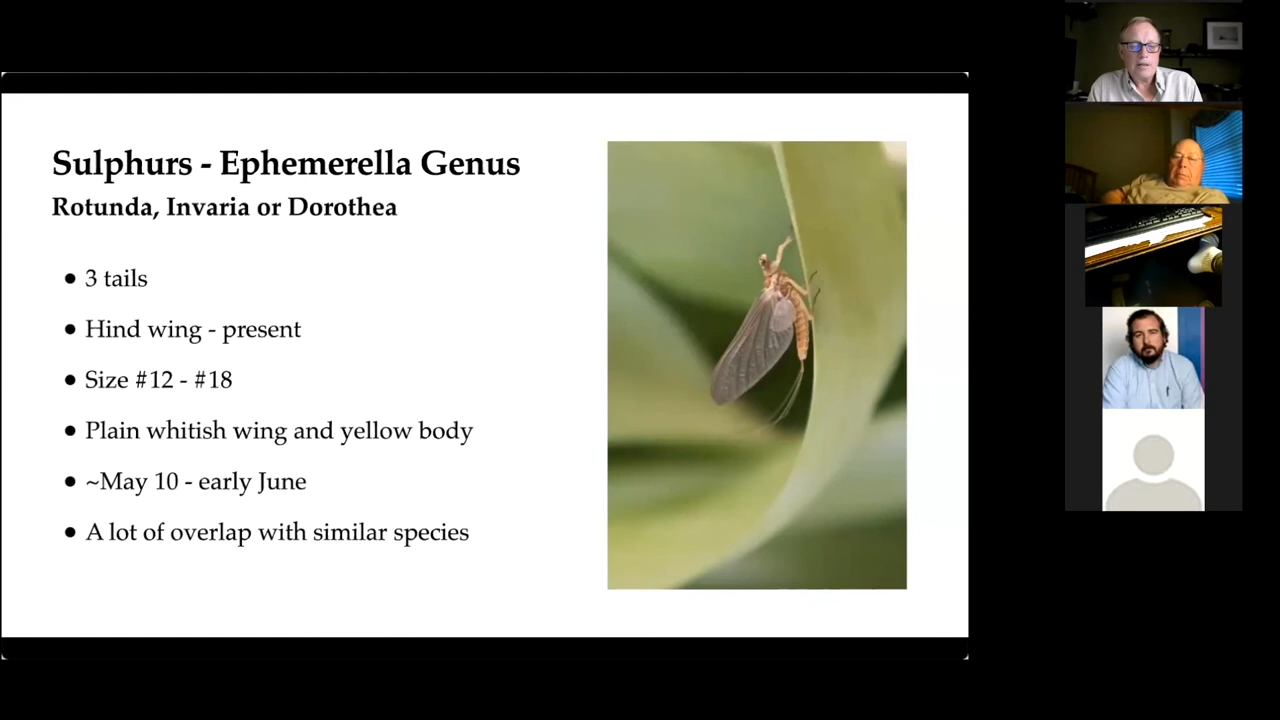 Sulphurs - Ephemerella Genus
Rotunda, Invaria or Dorothea
● 3 tails
● Hind wing - present
● Size #12 - #18
● Plain whitish wing and yellow body
● ~May 10 - early June
● A lot of overlap with similar species